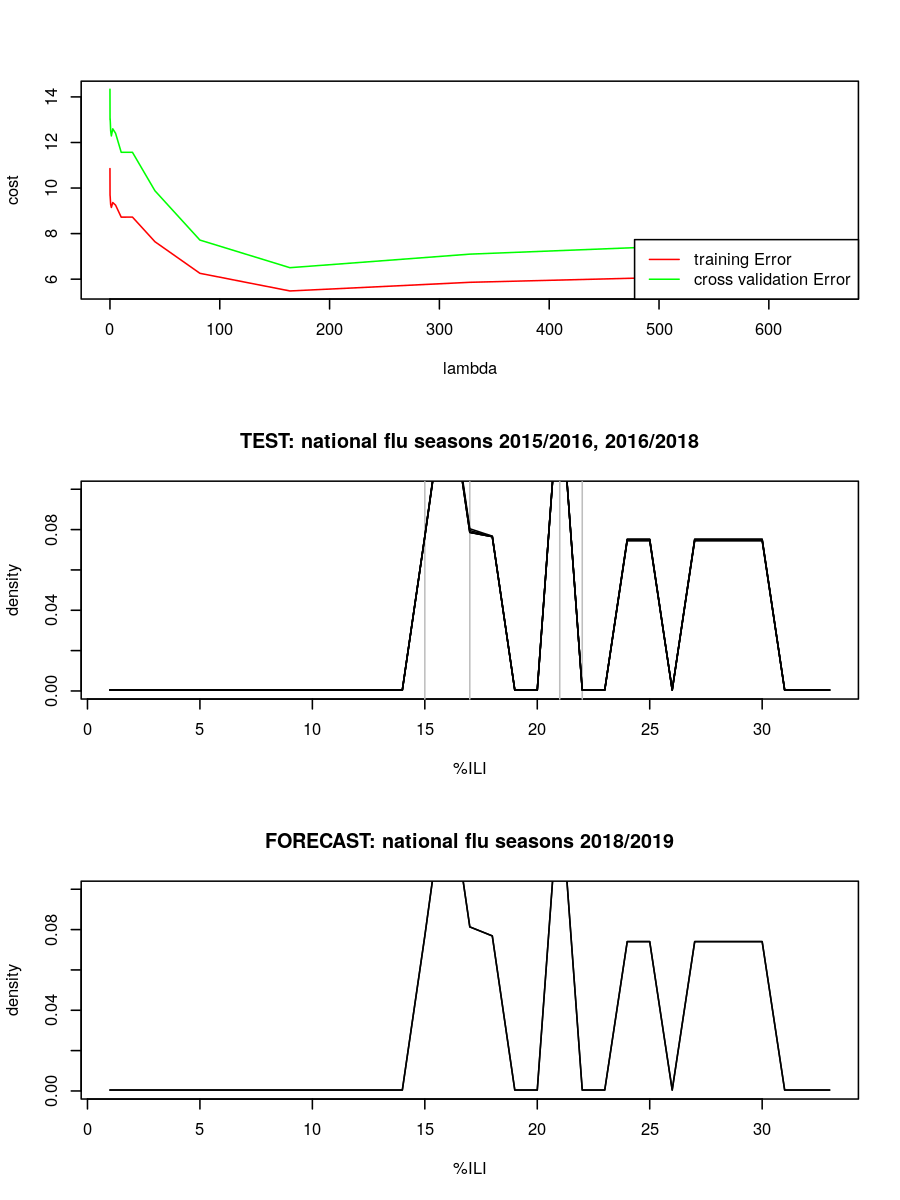 14
12
10
8
6
cost
training Error
cross validation Error
0 100 200 300 400 500 600
lambda
TEST: national flu seasons 2015/2016, 2016/2018
0.08
0.04
0.00
density
0 5 10 15 20 25 30
%ILI
FORECAST: national flu seasons 2018/2019
0.08
0.04
0.00
density
0 5 10 15 20 25 30
%ILI